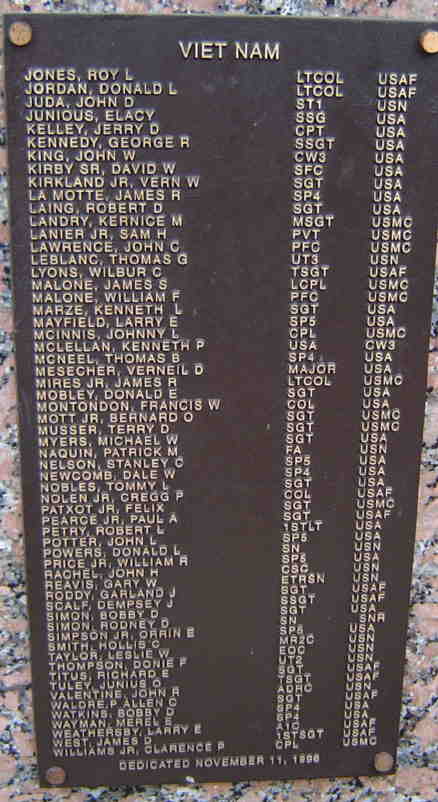 VIET NAM
JONES, ROY L LTCOL USAF
JORDAN, DONALD L LTCOL USAF
JUDA, JOHN D ST1 USN
JUNIOUS, ELACY SSG USA
KELLEY, JERRY D CPT USA
KENNEDY, GEORGE R SSGT USA
KING, JOHN W CW3 USA
KIRBY SR, DAVID W SFC USA
KIRKLAND JR, VERN W SGT USA
LA MOTTE, JAMES R SP4 USA
LAING, ROBERT D SGT USA
LANDRY, KERNICE M MSGT USMC
LANIER JR, SAM H PVT USMC
LAWRENCE, JOHN C PFC USMC
LEBLANC, THOMAS G UT3 USN
LYONS, WILBUR C TSGT USAF
MALONE, JAMES S LCPL USMC
MALONE, WILLIAM F PFC USMC
MARZE, KENNETH L SGT USA
MAYFIELD, LARRY E SP5 USA
MCINNIS, JOHNNY L CPL USMC
MCLELLAN, KENNETH P USA CW3
MCNEEL, THOMAS B SP4 USA
MESECHER, VERNEIL D MAJOR USA
MIRES JR, JAMES R LTCOL USMC
MOBLEY, DONALD E SGT USA
MONTONDON, FRANCIS W COL USA
MOTT JR, BERNARD O SGT USMC
MUSSER, TERRY D SGT USMC
MYERS, MICHAEL W SGT USA
NAQUIN, PATRICK M FA USN
NELSON, STANLEY C SP5 USA
NEWCOMB, DALE W SP4 USA
NOBLES, TOMMY L SGT USA
NOLEN JR, CREGG P COL USAF
PATXOT JR, FELIX SGT USMC
PEARCE JR, PAUL A SGT USAF
PETRY, ROBERT L 1STLT USA
POTTER, JOHN L SP5 USA
POWERS, DONALD L SN USN
PRICE JR, WILLIAM R SP5 USA
RACHEL, JOHN H CSC USN
REAVIS, GARY W ETRSN USN
RODDY, GARLAND J SGT USAF
SCALF, DEMPSEY J SSGT USAF
SIMON, BOBBY D SGT USA
SIMON, RODNEY D SN SNR
SIMPSON JR, ORRIN E SP5 USA
SMITH, HOLLIS C MR2C USN
TAYLOR, LESLIE W EOC USN
THOMPSON, DONIE F UT2 USN
TITUS, RICHARD E SGT USAF
ULEY, JUNIUS O TSGT USAF
VALENTINE, JOHN R ADRC USN
WALDRE,P ALLEN C SGT USAF
WATKINS, BOBBY C SP4 USA
WAYMAN, MEREL E SP4 USA
WEATHERSBY, LARRY E A1C USAF
WEST, JAMES D 1STSGT USAF
WILLIAMS JR, CLARENCE P CPL USMC
DEDICATED NOVEMBER 11, 1996